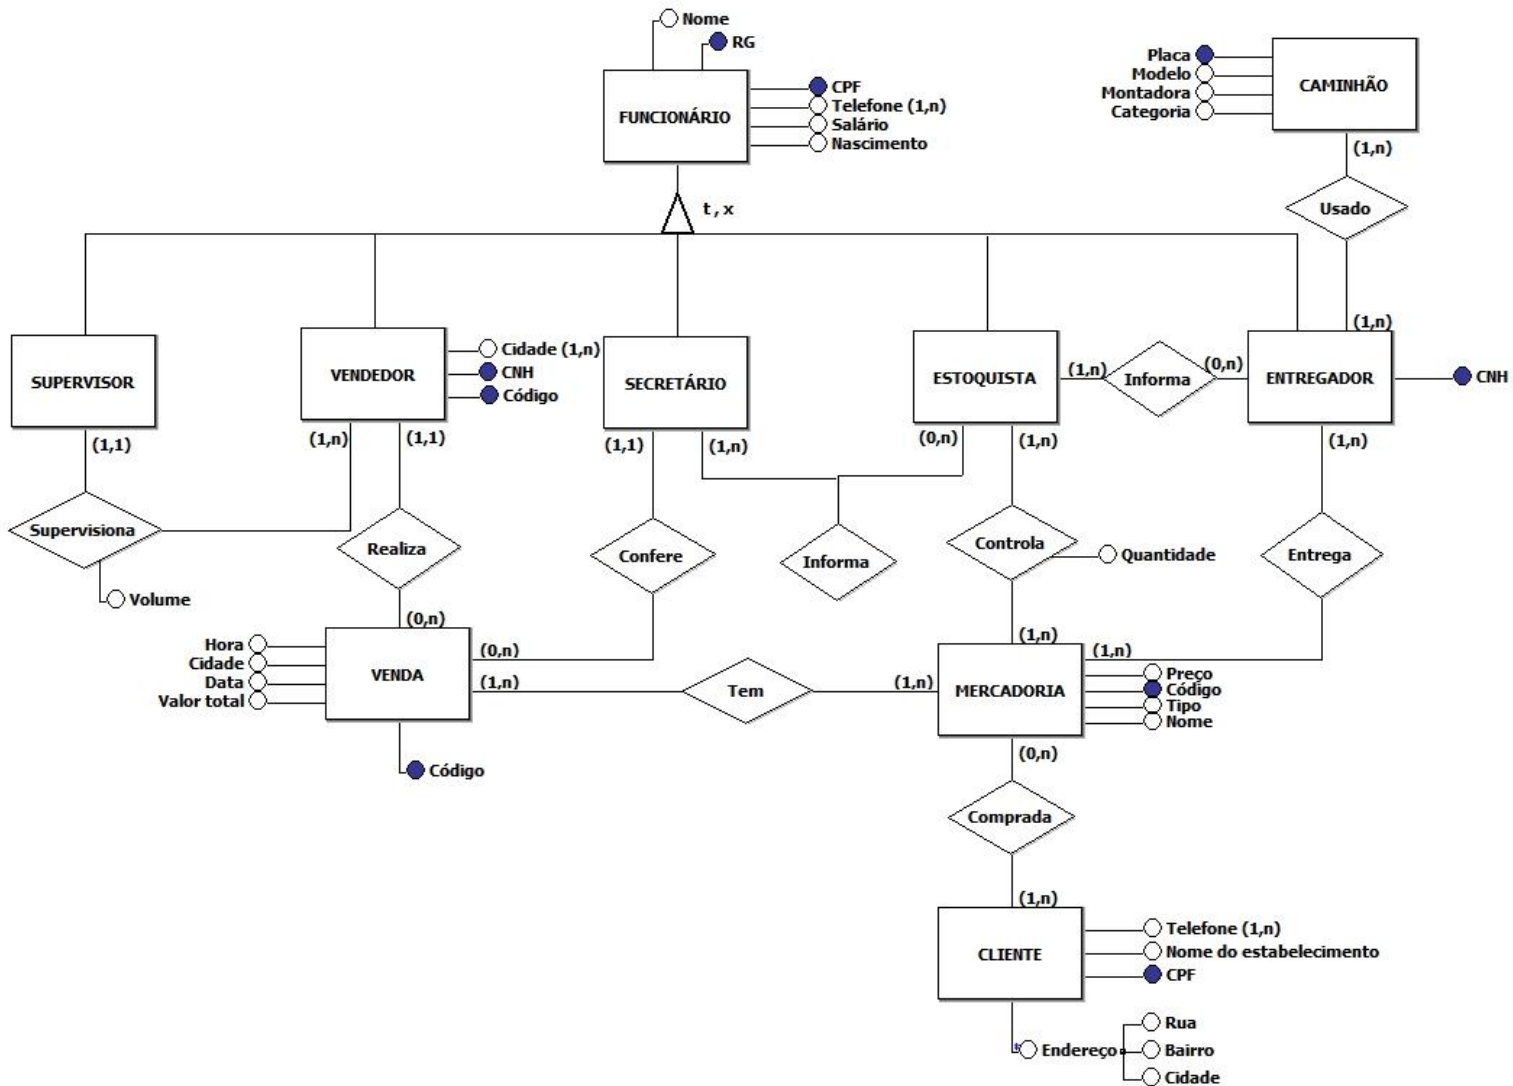 Nome
RG
FUNCIONÁRIO
CPF
Telefone (1,n)
Salário
Nascimento
Placa
Modelo
Montadora
Categoria
CAMINHÃO
(1,n)
Usado
(1,n)
t , x
SUPERVISOR
(1,1)
VENDEDOR
Cidade (1,n)
CNH
Código
(1,n)
(1,1)
SECRETÁRIO
(1,1)
(1,n)
ESTOQUISTA
(0,n)
(1,n)
(1,n)
Informa
(0,n)
ENTREGADOR
CNH
(1,n)
Supervisiona
Volume
Realiza
(0,n)
Confere
(0,n)
Informa
Controla
Quantidade
(1,n)
Entrega
(1,n)
Hora
Cidade
Data
Valor total
VENDA
Código
(1,n)
Tem
(1,n)
MERCADORIA
Preço
Código
Tipo
Nome
(0,n)
Comprada
(1,n)
CLIENTE
Telefone (1,n)
Nome do estabelecimento
CPF
*
Endereço
Rua
Bairro
Cidade